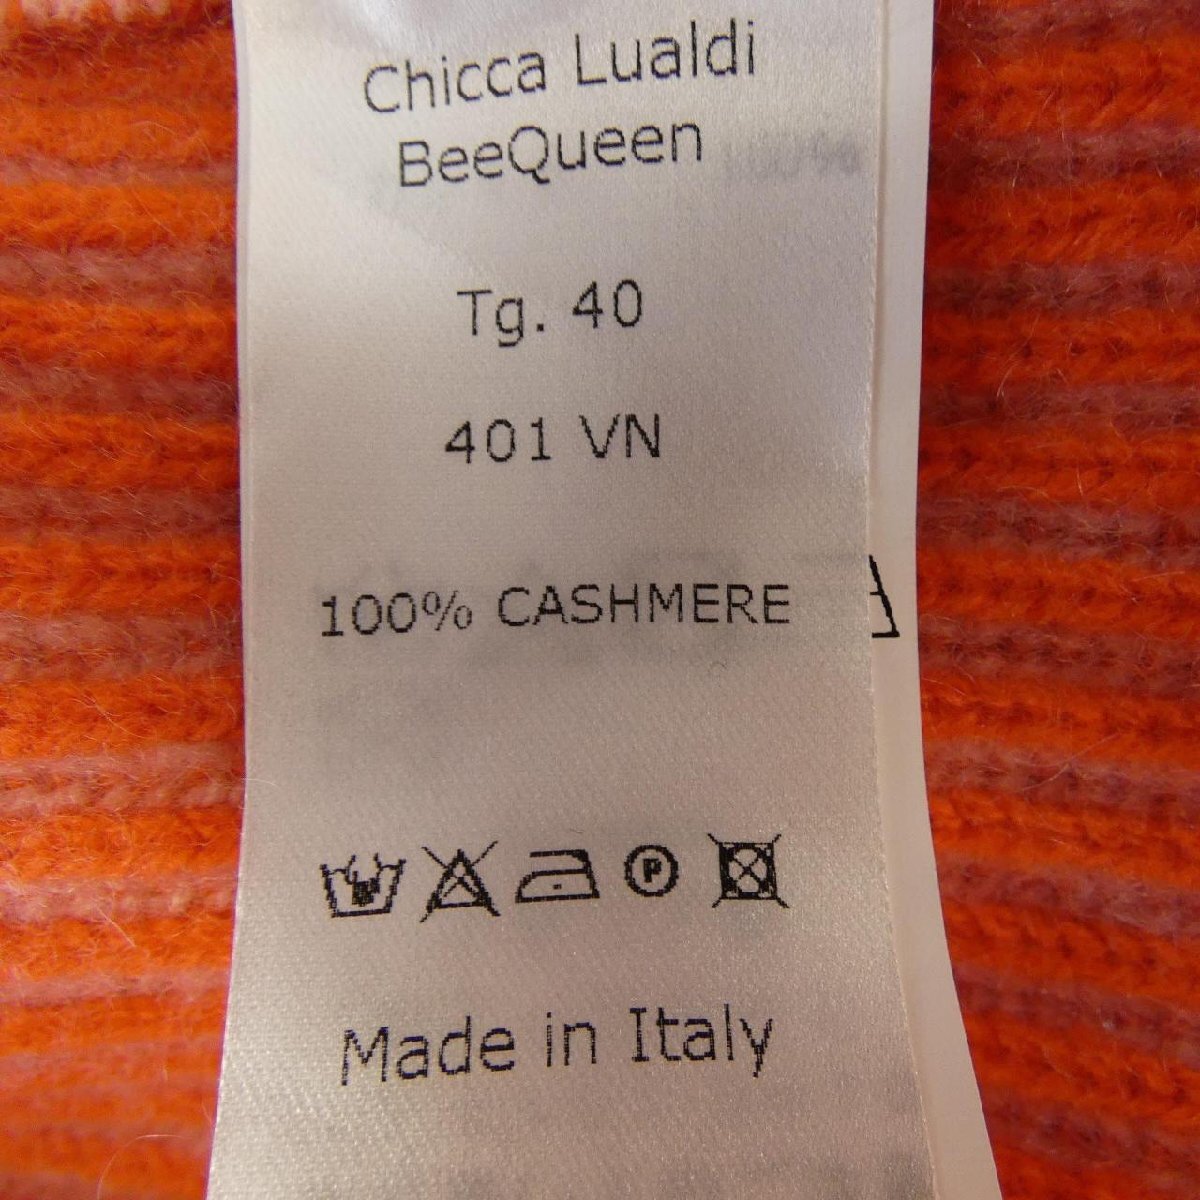 Chicca Lualdi
BeeQueen
Tg. 40
401 VN
100% CASHMERE
P
Made in Italy